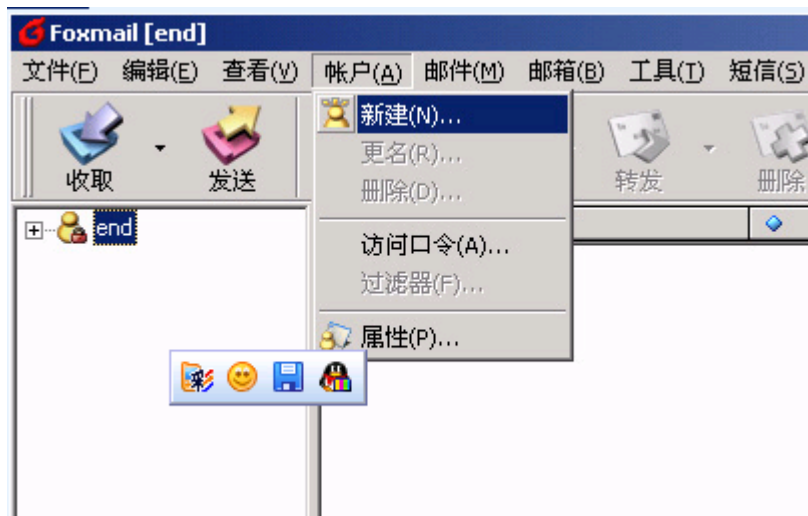 Foxmail [end]
文件(F) 编辑(E) 查看(V) 帐户(A) 邮件(M) 邮箱(B) 工具(T) 短信(S)
新建(N)...
更名(R)...
删除(D)...
访问口令(A)...
过滤器(F)...
属性(P)...
收取 发送 转发 删除
end